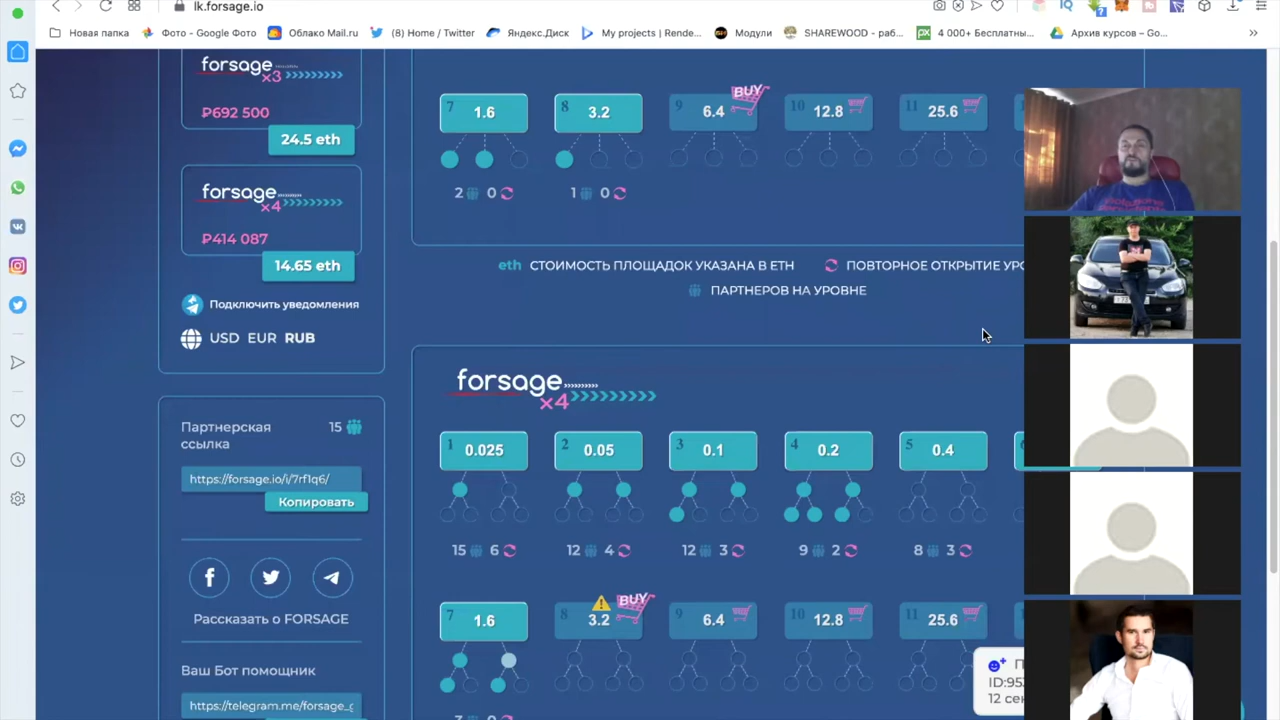 lk.forsage.io
Новая папка
Фото - Google Фото
Облако Mail.ru
(8) Home / Twitter
Яндекс.Диск
My projects | Rende...
Модули
SHAREWOOD - раб...
4 000+ Бесплатны...
Архив курсов – Go...
forsage
x3
₽692 500
24.5 eth
forsage
x4
₽414 087
14.65 eth
Подключить уведомления
USD EUR RUB
Партнерская
ссылка
15
https://forsage.io/i/7rf1q6/
Копировать
Рассказать о FORSAGE
Ваш Бот помощник
https://telegram.me/forsage_g
7 1.6
8 3.2
9 6.4 BUY
10 12.8
11 25.6
2 0
1 0
eth СТОИМОСТЬ ПЛОЩАДОК УКАЗАНА В ETH
ПОВТОРНОЕ ОТКРЫТИЕ УРО
ПАРТНЕРОВ НА УРОВНЕ
forsage
x4
1 0.025
2 0.05
3 0.1
4 0.2
5 0.4
15 6
12 4
12 3
9 2
8 3
7 1.6
8 3.2 BUY
9 6.4
10 12.8
11 25.6
П
ID:95
12 сек